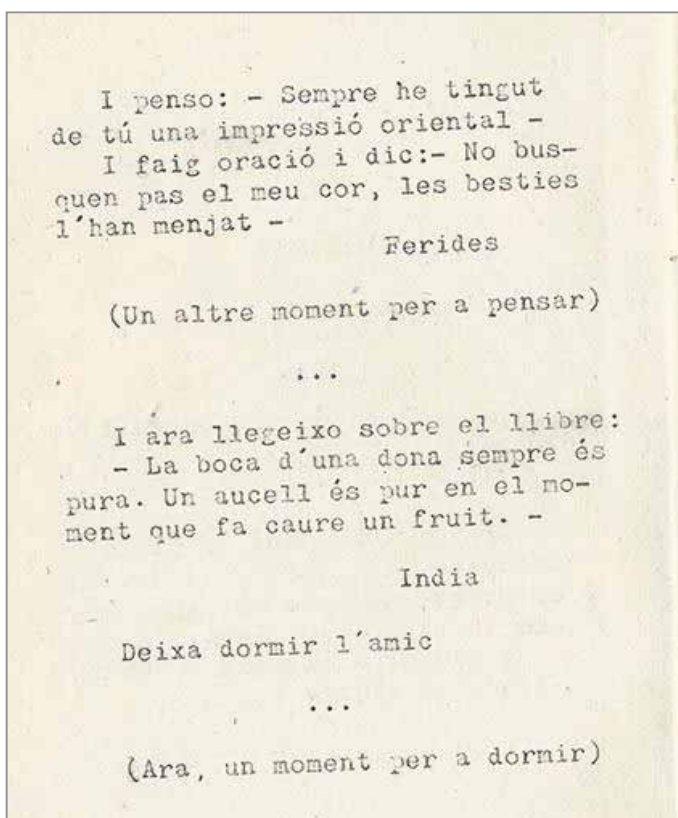 I penso: - Sempre he tingut
de tú una impressió oriental -
I faig oració i dic:- No bus-
quen pas el meu cor, les besties
l´han menjat -
Ferides
(Un altre moment per a pensar)
...
I ara llegeixo sobre el llibre:
- La boca d´una dona sempre és
pura. Un aucell és pur en el mo-
ment que fa caure un fruit. -
India
Deixa dormir l´amic
...
(Ara, un moment per a dormir)